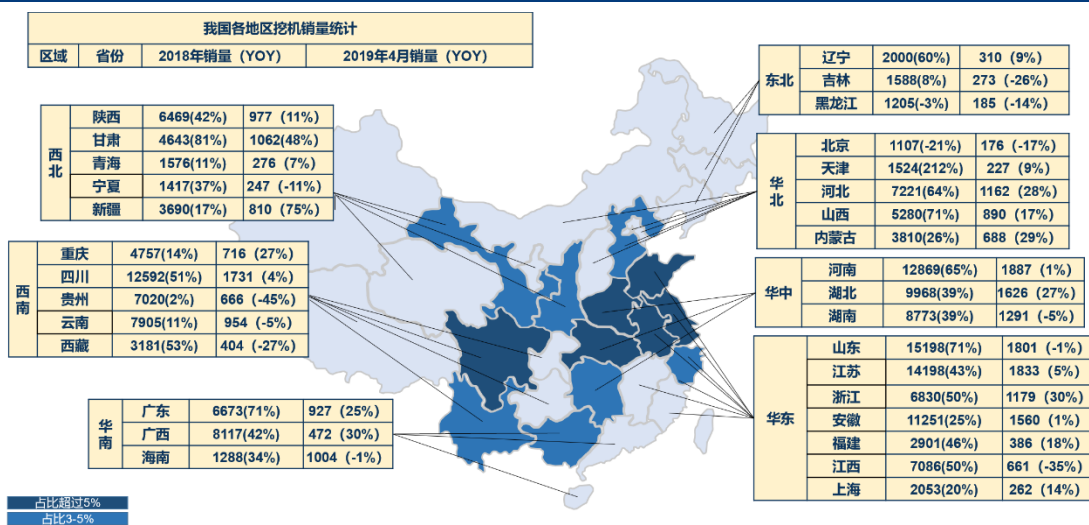 我国各地区挖机销量统计
区域 省份 2018年销量（YOY） 2019年4月销量（YOY）
西北
陕西 6469(42%) 977（11%）
甘肃 4643(81%) 1062(48%）
青海 1576(11%) 276（7%）
宁夏 1417(37%) 247（-11%）
新疆 3690(17%) 810（75%）
西南
重庆 4757(14%) 716（27%）
四川 12592(51%) 1731（4%）
贵州 7020(2%) 666（-45%）
云南 7905(11%) 954（-5%）
西藏 3181(53%) 404（-27%）
华南
广东 6673(71%) 927（25%）
广西 8117(42%) 472（30%）
海南 1288(34%) 1004（-1%）
东北
辽宁 2000(60%) 310（9%）
吉林 1588(8%) 273（-26%）
黑龙江 1205(-3%) 185（-14%）
华北
北京 1107(-21%) 176（-17%）
天津 1524(212%) 227（9%）
河北 7221(64%) 1162（28%）
山西 5280(71%) 890（17%）
内蒙古 3810(26%) 688（29%）
华中
河南 12869(65%) 1887（1%）
湖北 9968(39%) 1626（27%）
湖南 8773(39%) 1291（-5%）
华东
山东 15198(71%) 1801（-1%）
江苏 14198(43%) 1833（5%）
浙江 6830(50%) 1179（30%）
安徽 11251(25%) 1560（1%）
福建 2901(46%) 386（18%）
江西 7086(50%) 661（-35%）
上海 2053(20%) 262（14%）
占比超过5%
占比3-5%